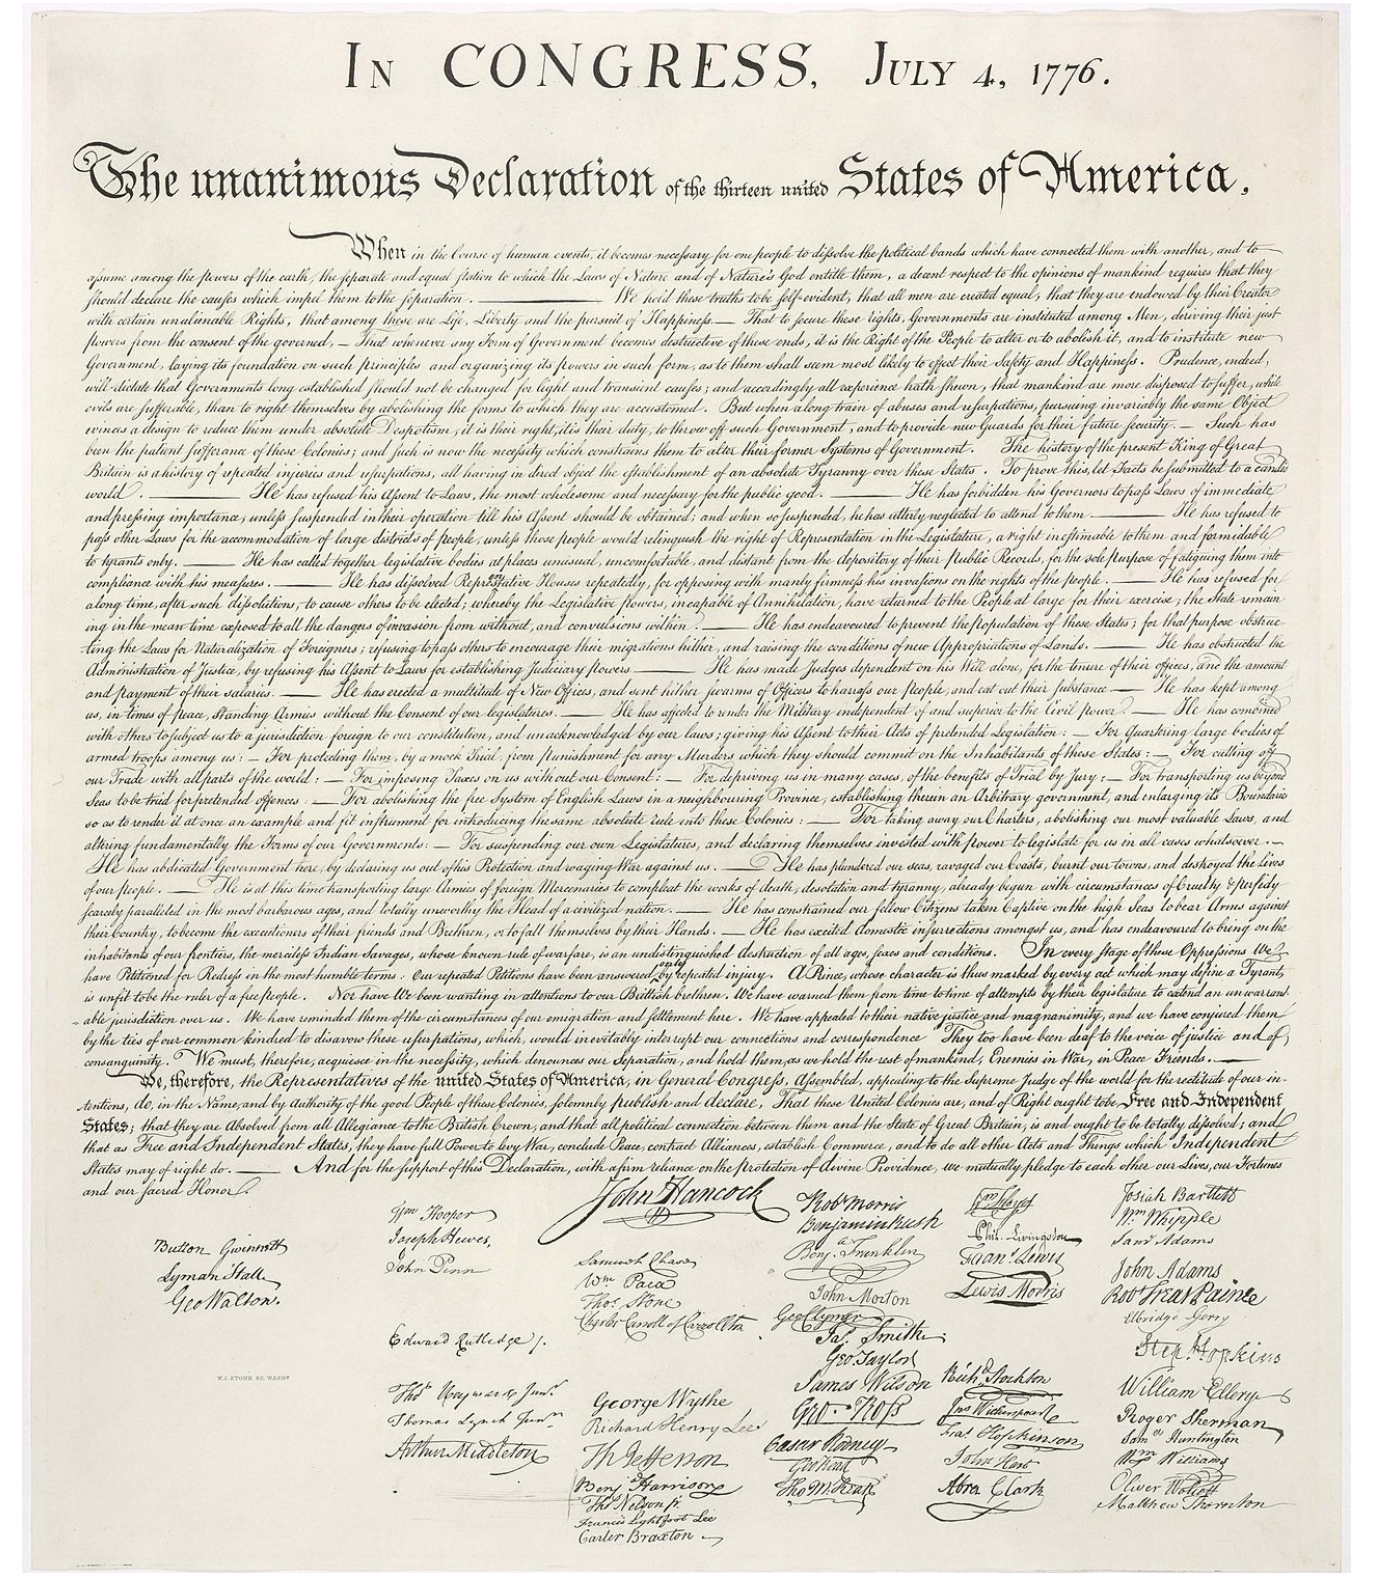 In CONGRESS, July 4, 1776.
The unanimous Declaration of the thirteen united States of America,
When in the Course of human events, it becomes necessary for one people to dissolve the political bands which have connected them with another, and to
assume among the powers of the earth, the separate and equal station to which the Laws of Nature and of Nature's God entitle them, a decent respect to the opinions of mankind requires that they
should declare the causes which impel them to the separation. — We hold these truths to be self-evident, that all men are created equal, that they are endowed by their Creator
with certain unalienable Rights, that among these are Life, Liberty and the pursuit of Happiness.— That to secure these rights, Governments are instituted among Men, deriving their just
powers from the consent of the governed, — That whenever any Form of Government becomes destructive of these ends, it is the Right of the People to alter or to abolish it, and to institute new
Government, laying its foundation on such principles and organizing its powers in such form, as to them shall seem most likely to effect their Safety and Happiness. Prudence, indeed,
will dictate that Governments long established should not be changed for light and transient causes; and accordingly all experience hath shewn, that mankind are more disposed to suffer, while
evils are sufferable, than to right themselves by abolishing the forms to which they are accustomed. But when a long train of abuses and usurpations, pursuing invariably the same Object
evinces a design to reduce them under absolute Despotism, it is their right, it is their duty, to throw off such Government, and to provide new Guards for their future security. — Such has
been the patient sufferance of these Colonies; and such is now the necessity which constrains them to alter their former Systems of Government. The history of the present King of Great
Britain is a history of repeated injuries and usurpations, all having in direct object the establishment of an absolute Tyranny over these States. To prove this, let Facts be submitted to a candid
world. — He has refused his Assent to Laws, the most wholesome and necessary for the public good. — He has forbidden his Governors to pass Laws of immediate
and pressing importance, unless suspended in their operation till his Assent should be obtained; and when so suspended, he has utterly neglected to attend to them. — He has refused to
pass other Laws for the accommodation of large districts of people, unless those people would relinquish the right of Representation in the Legislature, a right inestimable to them and formidable
to tyrants only. — He has called together legislative bodies at places unusual, uncomfortable, and distant from the depository of their public Records, for the sole purpose of fatiguing them into
compliance with his measures. — He has dissolved Representative Houses repeatedly, for opposing with manly firmness his invasions on the rights of the people. — He has refused for
a long time, after such dissolutions, to cause others to be elected; whereby the Legislative powers, incapable of Annihilation, have returned to the People at large for their exercise; the State remain
ing in the mean time exposed to all the dangers of invasion from without, and convulsions within. — He has endeavoured to prevent the population of these States; for that purpose obstruc-
ting the Laws for Naturalization of Foreigners; refusing to pass others to encourage their migrations hither, and raising the conditions of new Appropriations of Lands. — He has obstructed the
Administration of Justice, by refusing his Assent to Laws for establishing Judiciary powers — He has made Judges dependent on his Will alone, for the tenure of their offices, and the amount
and payment of their salaries. — He has erected a multitude of New Offices, and sent hither swarms of Officers to harrass our people, and eat out their substance — He has kept among
us, in times of peace, Standing Armies without the Consent of our legislatures. — He has affected to render the Military independent of and superior to the Civil power. — He has combined
with others to subject us to a jurisdiction foreign to our constitution, and unacknowledged by our laws; giving his Assent to their Acts of pretended Legislation: — For Quartering large bodies of
armed troops among us: — For protecting them, by a mock Trial, from punishment for any Murders which they should commit on the Inhabitants of these States: — For cutting off
our Trade with all parts of the world: — For imposing Taxes on us without our Consent: — For depriving us in many cases, of the benefits of Trial by Jury; — For transporting us beyond
Seas to be tried for pretended offences: — For abolishing the free System of English Laws in a neighbouring Province, establishing therein an Arbitrary government, and enlarging its Boundaries
so as to render it at once an example and fit instrument for introducing the same absolute rule into these Colonies: — For taking away our Charters, abolishing our most valuable Laws, and
altering fundamentally the Forms of our Governments: — For suspending our own Legislatures, and declaring themselves invested with power to legislate for us in all cases whatsoever. —
He has abdicated Government here, by declaring us out of his Protection and waging War against us. — He has plundered our seas, ravaged our Coasts, burnt our towns, and destroyed the lives
of our people. — He is at this time transporting large Armies of foreign Mercenaries to compleat the works of death, desolation and tyranny, already begun with circumstances of Cruelty & perfidy
scarcely paralleled in the most barbarous ages, and totally unworthy the Head of a civilized nation. — He has constrained our fellow Citizens taken Captive on the high Seas to bear Arms against
their Country, to become the executioners of their friends and Brethren, or to fall themselves by their Hands. — He has excited domestic insurrections amongst us, and has endeavoured to bring on the
inhabitants of our frontiers, the merciless Indian Savages, whose known rule of warfare, is an undistinguished destruction of all ages, sexes and conditions. In every stage of these Oppressions We
have Petitioned for Redress in the most humble terms: Our repeated Petitions have been answered only by repeated injury. A Prince, whose character is thus marked by every act which may define a Tyrant,
is unfit to be the ruler of a free people. Nor have We been wanting in attentions to our Brittish brethren. We have warned them from time to time of attempts by their legislature to extend an unwarrant-
able jurisdiction over us. We have reminded them of the circumstances of our emigration and settlement here. We have appealed to their native justice and magnanimity, and we have conjured them
by the ties of our common kindred to disavow these usurpations, which, would inevitably interrupt our connections and correspondence They too have been deaf to the voice of justice and of
consanguinity. We must, therefore, acquiesce in the necessity, which denounces our Separation, and hold them, as we hold the rest of mankind, Enemies in War, in Peace Friends. —
We, therefore, the Representatives of the united States of America, in General Congress, Assembled, appealing to the Supreme Judge of the world for the rectitude of our in-
tentions, do, in the Name, and by Authority of the good People of these Colonies, solemnly publish and declare, That these United Colonies are, and of Right ought to be Free and Independent
States; that they are Absolved from all Allegiance to the British Crown, and that all political connection between them and the State of Great Britain, is and ought to be totally dissolved; and
that as Free and Independent States, they have full Power to levy War, conclude Peace, contract Alliances, establish Commerce, and to do all other Acts and Things which Independent
States may of right do. — And for the support of this Declaration, with a firm reliance on the protection of divine Providence, we mutually pledge to each other our Lives, our Fortunes
and our sacred Honor.
Button Gwinnett
Lyman Hall
Geo Walton.
W. J. STONE SC. WASHN
Wm Hooper
Joseph Hewes,
John Penn
Edward Rutledge /.
Thos Heyward Junr.
Thomas Lynch Junr.
Arthur Middleton
John Hancock
Samuel Chase
Wm Paca
Thos Stone
Charles Carroll of Carrollton
George Wythe
Richard Henry Lee
Th Jefferson
Benj Harrison
Thos Nelson jr.
Francis Lightfoot Lee
Carter Braxton
Robt Morris
Benjamin Rush
Benja Franklin
John Morton
Geo Clymer
Jas. Smith
Geo. Taylor
James Wilson
Geo. Ross
Caesar Rodney
Geo Read
Tho M:Kean
Wm Floyd
Phil. Livingston
Frans. Lewis
Lewis Morris
Richd. Stockton
Jno Witherspoon
Fras. Hopkinson
John Hart
Abra Clark
Josiah Bartlett
Wm Whipple
Saml Adams
John Adams
Robt Treat Paine
Elbridge Gerry
Step. Hopkins
William Ellery
Roger Sherman
Samel Huntington
Wm Williams
Oliver Wolcott
Matthew Thornton